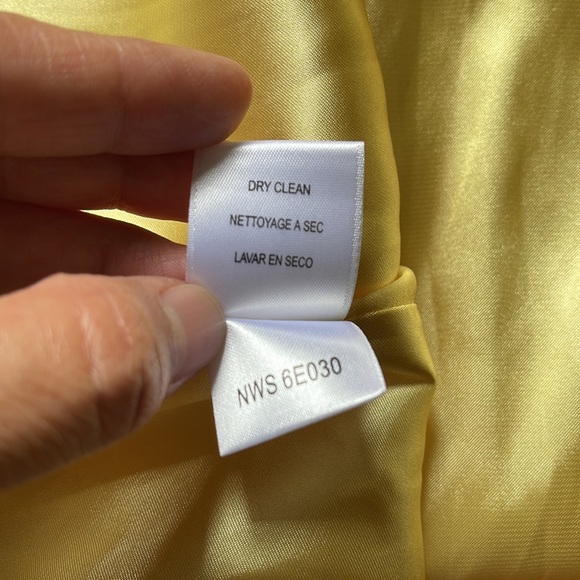 DRY CLEAN
NETTOYAGE A SEC
LAVAR EN SECO
NWS 6E030